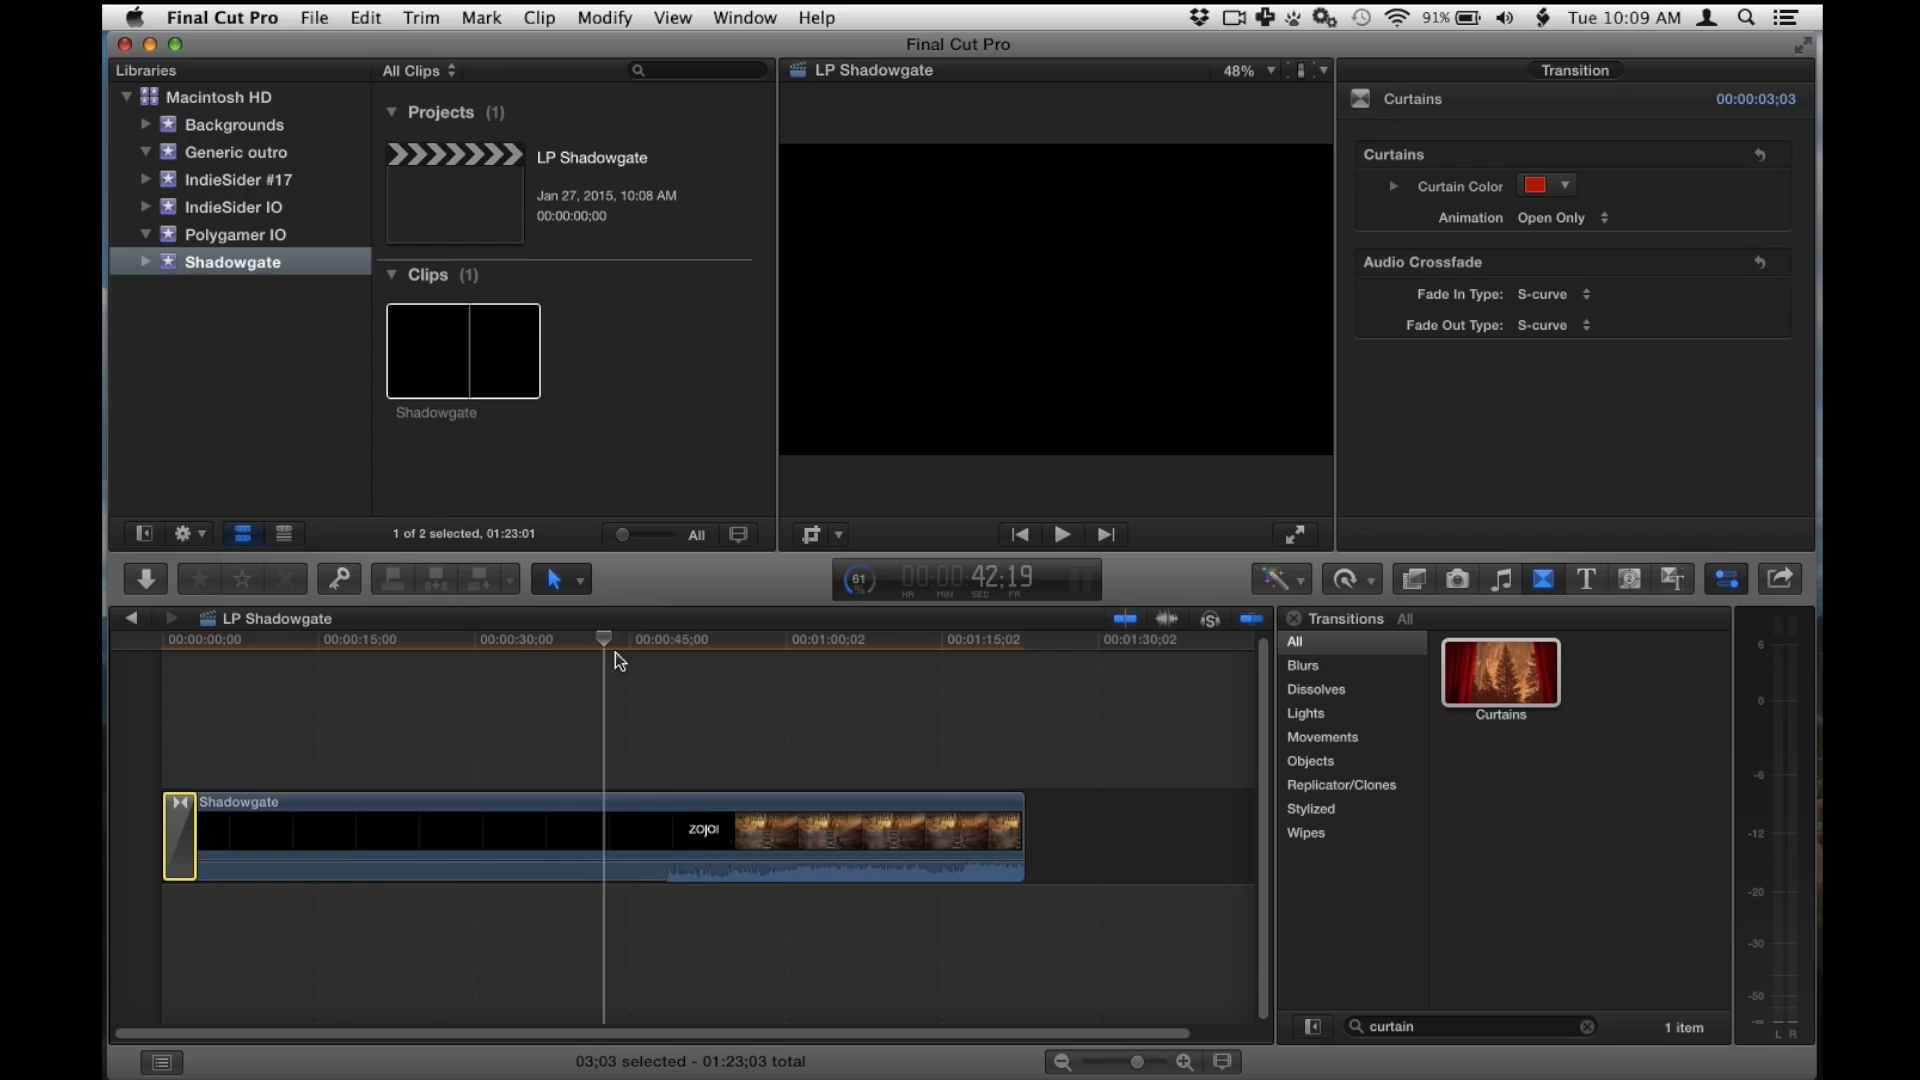 Final Cut Pro File Edit Trim Mark Clip Modify View Window Help 91% Tue 10:09 AM
Final Cut Pro
Libraries
All Clips
LP Shadowgate
48%
Transition
Macintosh HD
Backgrounds
Generic outro
IndieSider #17
IndieSider IO
Polygamer IO
Shadowgate
Projects (1)
LP Shadowgate
Jan 27, 2015, 10:08 AM
00:00:00;00
Clips (1)
Shadowgate
Curtains 00:00:03;03
Curtains
Curtain Color
Animation Open Only
Audio Crossfade
Fade In Type: S-curve
Fade Out Type: S-curve
1 of 2 selected, 01:23:01
All
61 % 00:00:42;19
HR MIN SEC FR
LP Shadowgate
00:00:00;00 00:00:15;00 00:00:30;00 00:00:45;00 00:01:00;02 00:01:15;02 00:01:30;02
Shadowgate
zojoi
Transitions All
All
Blurs
Dissolves
Lights
Movements
Objects
Replicator/Clones
Stylized
Wipes
Curtains
curtain
1 item
6
0
-6
-12
-20
-30
-50
-∞
L R
03;03 selected - 01:23;03 total